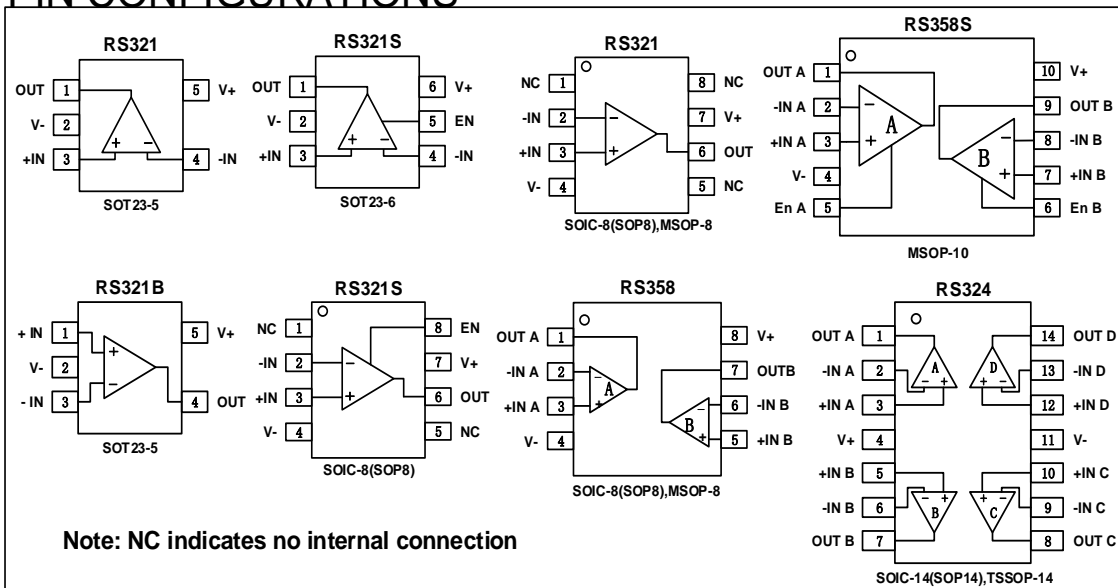 PIN CONFIGURATIONS
RS321
OUT 1
V- 2
+IN 3
5 V+
4 -IN
+ −
SOT23-5
RS321S
OUT 1
V- 2
+IN 3
6 V+
5 EN
4 -IN
+ −
SOT23-6
RS321
NC 1
-IN 2
+IN 3
V- 4
8 NC
7 V+
6 OUT
5 NC
−
+
SOIC-8(SOP8),MSOP-8
RS358S
OUT A 1
-IN A 2
+IN A 3
V- 4
En A 5
10 V+
9 OUT B
8 -IN B
7 +IN B
6 En B
− A
+
− B
+
MSOP-10
RS321B
+ IN 1
V- 2
- IN 3
5 V+
4 OUT
+
−
SOT23-5
RS321S
NC 1
-IN 2
+IN 3
V- 4
8 EN
7 V+
6 OUT
5 NC
−
+
SOIC-8(SOP8)
RS358
OUT A 1
-IN A 2
+IN A 3
V- 4
8 V+
7 OUTB
6 -IN B
5 +IN B
− A
+
− B
+
SOIC-8(SOP8),MSOP-8
RS324
OUT A 1
-IN A 2
+IN A 3
V+ 4
+IN B 5
-IN B 6
OUT B 7
14 OUT D
13 -IN D
12 +IN D
11 V-
10 +IN C
9 -IN C
8 OUT C
A D
− + + −
− + + −
B C
SOIC-14(SOP14),TSSOP-14
Note: NC indicates no internal connection